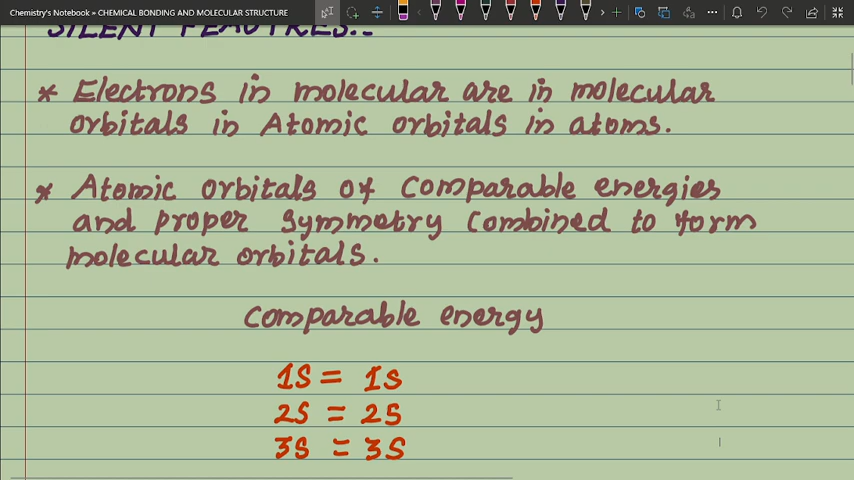 Chemistry's Notebook » CHEMICAL BONDING AND MOLECULAR STRUCTURE
SILENT FEAUTRES..
* Electrons in molecular are in molecular
orbitals in Atomic orbitals in atoms.
* Atomic orbitals of comparable energies
and proper symmetry combined to form
molecular orbitals.
comparable energy
1S = 1S
2S = 2S
3S = 3S